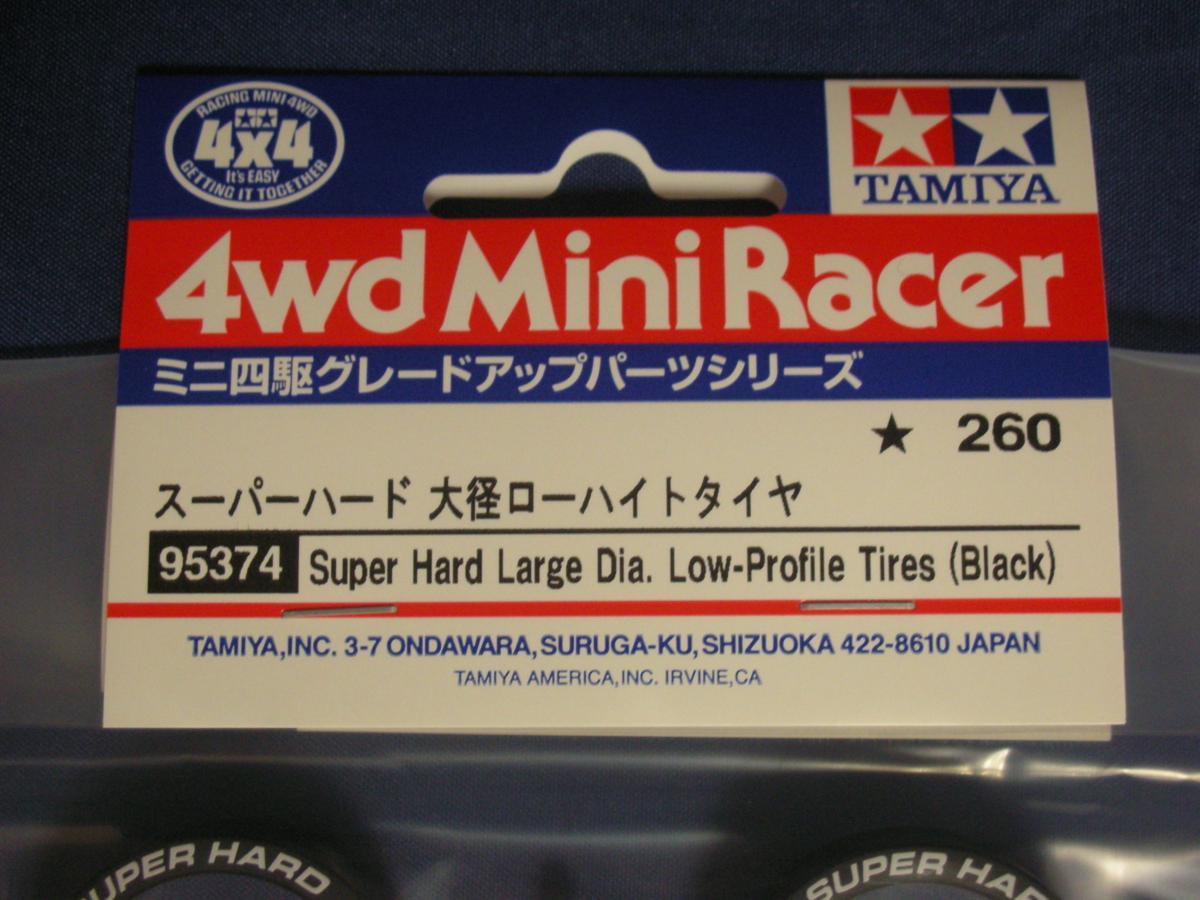 RACING MINI 4WD
4x4
It's EASY
GETTING IT TOGETHER
TAMIYA
4wd Mini Racer
ミニ四駆グレードアップパーツシリーズ
★ 260
スーパーハード 大径ローハイトタイヤ
95374 Super Hard Large Dia. Low-Profile Tires (Black)
TAMIYA,INC. 3-7 ONDAWARA,SURUGA-KU,SHIZUOKA 422-8610 JAPAN
TAMIYA AMERICA,INC. IRVINE,CA
SUPER HARD
SUPER HARD